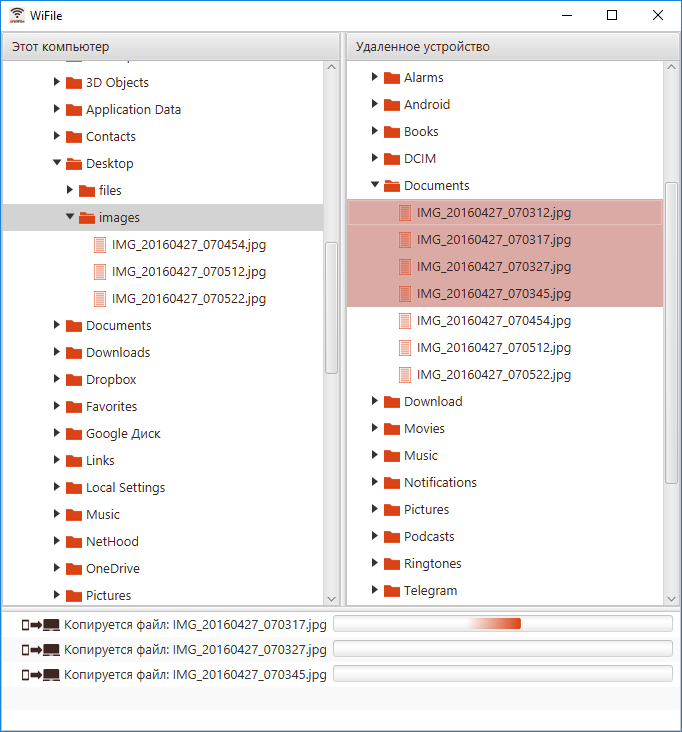 WiFile
Этот компьютер
3D Objects
Application Data
Contacts
Desktop
files
images
IMG_20160427_070454.jpg
IMG_20160427_070512.jpg
IMG_20160427_070522.jpg
Documents
Downloads
Dropbox
Favorites
Google Диск
Links
Local Settings
Music
NetHood
OneDrive
Pictures
Удаленное устройство
Alarms
Android
Books
DCIM
Documents
IMG_20160427_070312.jpg
IMG_20160427_070317.jpg
IMG_20160427_070327.jpg
IMG_20160427_070345.jpg
IMG_20160427_070454.jpg
IMG_20160427_070512.jpg
IMG_20160427_070522.jpg
Download
Movies
Music
Notifications
Pictures
Podcasts
Ringtones
Telegram
Копируется файл: IMG_20160427_070317.jpg
Копируется файл: IMG_20160427_070327.jpg
Копируется файл: IMG_20160427_070345.jpg